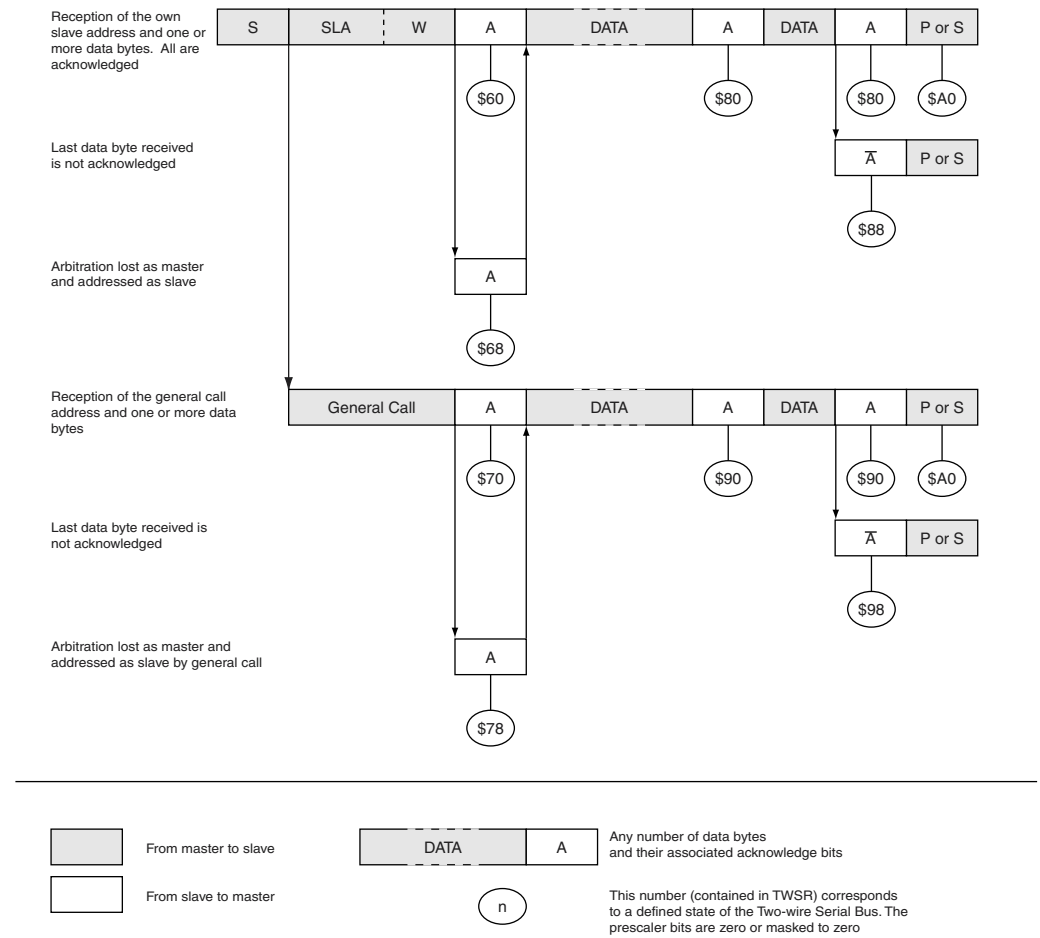 Reception of the own
slave address and one or
more data bytes. All are
acknowledged
S SLA W A DATA A DATA A P or S
$60 $80 $80 $A0
Last data byte received
is not acknowledged
A̅ P or S
$88
Arbitration lost as master
and addressed as slave
A
$68
Reception of the general call
address and one or more data
bytes
General Call A DATA A DATA A P or S
$70 $90 $90 $A0
Last data byte received is
not acknowledged
A̅ P or S
$98
Arbitration lost as master and
addressed as slave by general call
A
$78
From master to slave
DATA A
Any number of data bytes
and their associated acknowledge bits
From slave to master
n
This number (contained in TWSR) corresponds
to a defined state of the Two-wire Serial Bus. The
prescaler bits are zero or masked to zero